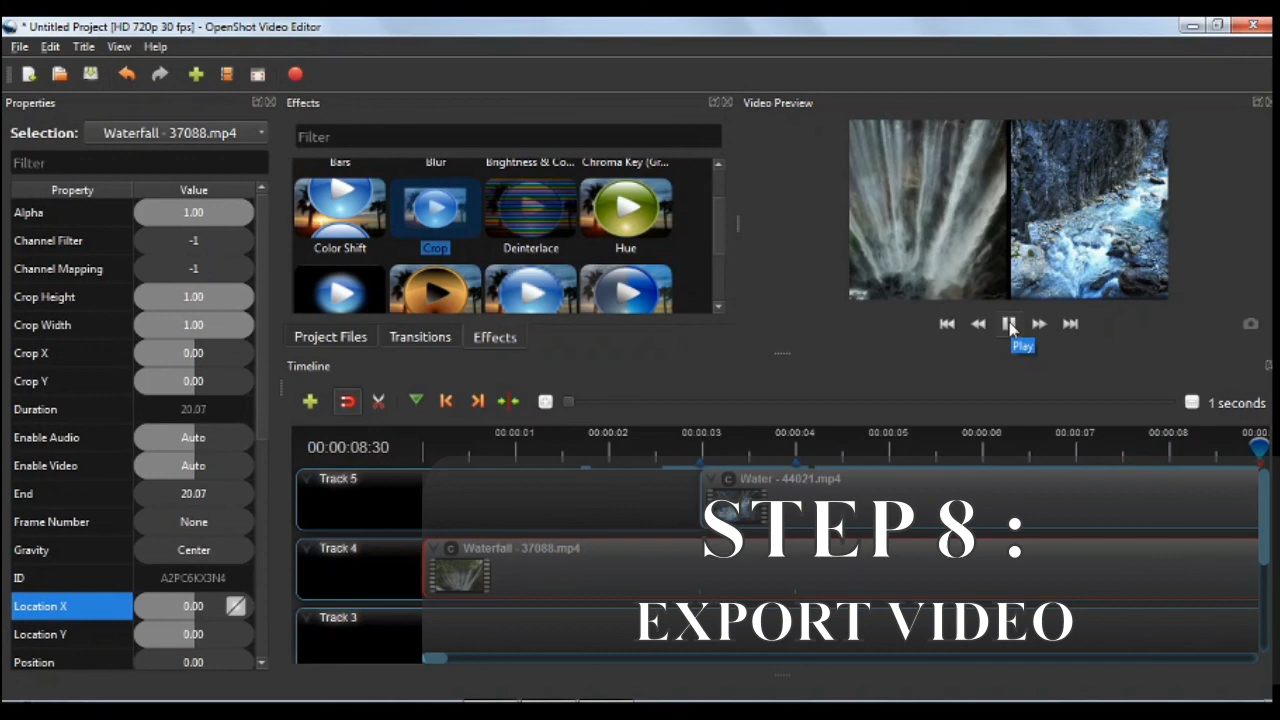 * Untitled Project [HD 720p 30 fps] - OpenShot Video Editor
File Edit Title View Help
Properties
Effects
Video Preview
Selection: Waterfall - 37088.mp4
Filter
Filter
Property Value
Alpha 1.00
Channel Filter -1
Channel Mapping -1
Crop Height 1.00
Crop Width 1.00
Crop X 0.00
Crop Y 0.00
Duration 20.07
Enable Audio Auto
Enable Video Auto
End 20.07
Frame Number None
Gravity Center
ID A2PC6KX3N4
Location X 0.00
Location Y 0.00
Position 0.00
Bars Blur Brightness & Co... Chroma Key (Gr...
Color Shift Crop Deinterlace Hue
Project Files Transitions Effects
Play
Timeline
1 seconds
00:00:08:30
00:00:01 00:00:02 00:00:03 00:00:04 00:00:05 00:00:06 00:00:07 00:00:08 00:00:
Track 5
C Water - 44021.mp4
Track 4
C Waterfall - 37088.mp4
Track 3
STEP 8 :
EXPORT VIDEO